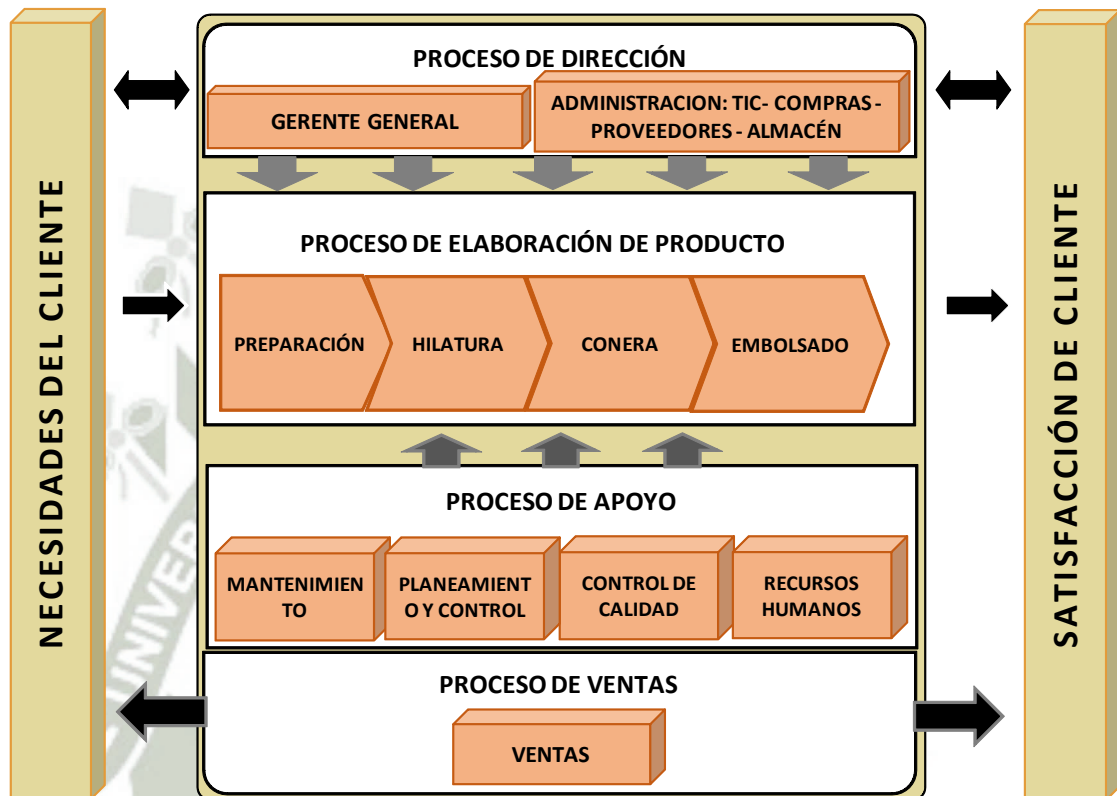 PROCESO DE DIRECCIÓN
GERENTE GENERAL
ADMINISTRACION: TIC- COMPRAS -
PROVEEDORES - ALMACÉN
NECESIDADES DEL CLIENTE
PROCESO DE ELABORACIÓN DE PRODUCTO
PREPARACIÓN
HILATURA
CONERA
EMBOLSADO
SATISFACCIÓN DE CLIENTE
PROCESO DE APOYO
MANTENIMIEN
TO
PLANEAMIENT
O Y CONTROL
CONTROL DE
CALIDAD
RECURSOS
HUMANOS
PROCESO DE VENTAS
VENTAS